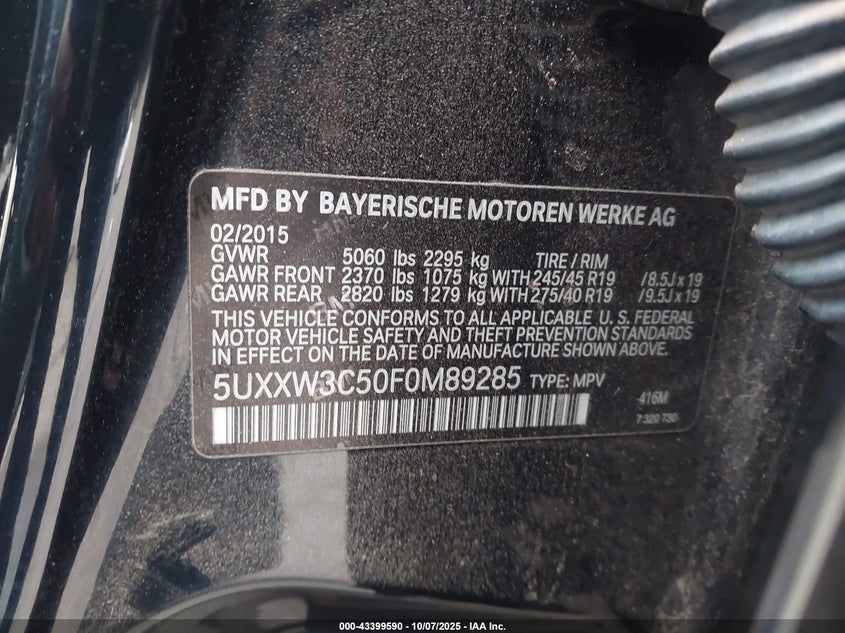 MFD BY BAYERISCHE MOTOREN WERKE AG
02/2015
GVWR 5060 lbs 2295 kg TIRE / RIM
GAWR FRONT 2370 lbs 1075 kg WITH 245/45 R19 /8.5J x 19
GAWR REAR 2820 lbs 1279 kg WITH 275/40 R19 /9.5J x 19
THIS VEHICLE CONFORMS TO ALL APPLICABLE U. S. FEDERAL
MOTOR VEHICLE SAFETY AND THEFT PREVENTION STANDARDS
IN EFFECT ON THE DATE OF MANUFACTURE SHOWN ABOVE.
5UXXW3C50F0M89285 TYPE: MPV
416M
7 320 730
000-43399590 - 10/07/2025 - IAA Inc.